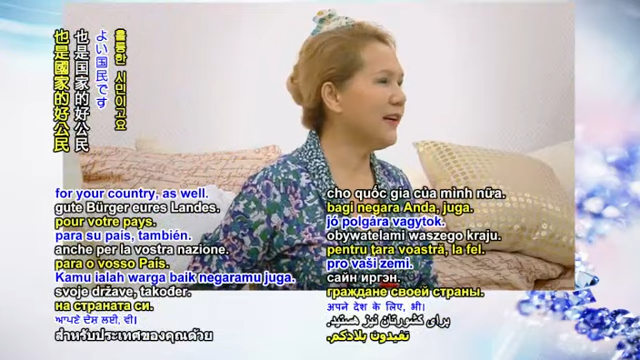 훌륭한 시민이고요
よい国民です
也是国家的好公民
也是國家的好公民
for your country, as well.
gute Bürger eures Landes.
pour votre pays.
para su país, también.
anche per la vostra nazione.
para o vosso País.
Kamu ialah warga baik negaramu juga.
svoje države, također.
на страната си.
ਆਪਣੇ ਦੇਸ਼ ਲਈ, ਵੀ।
สำหรับประเทศของคุณด้วย
cho quốc gia của mình nữa.
bagi negara Anda, juga.
jó polgára vagytok.
obywatelami waszego kraju.
pentru ţara voastră, la fel.
pro vaši zemi.
сайн иргэн.
граждане своей страны.
अपने देश के लिए, भी।
برای کشورتان نیز هستید.
تفيدون بلادكم.